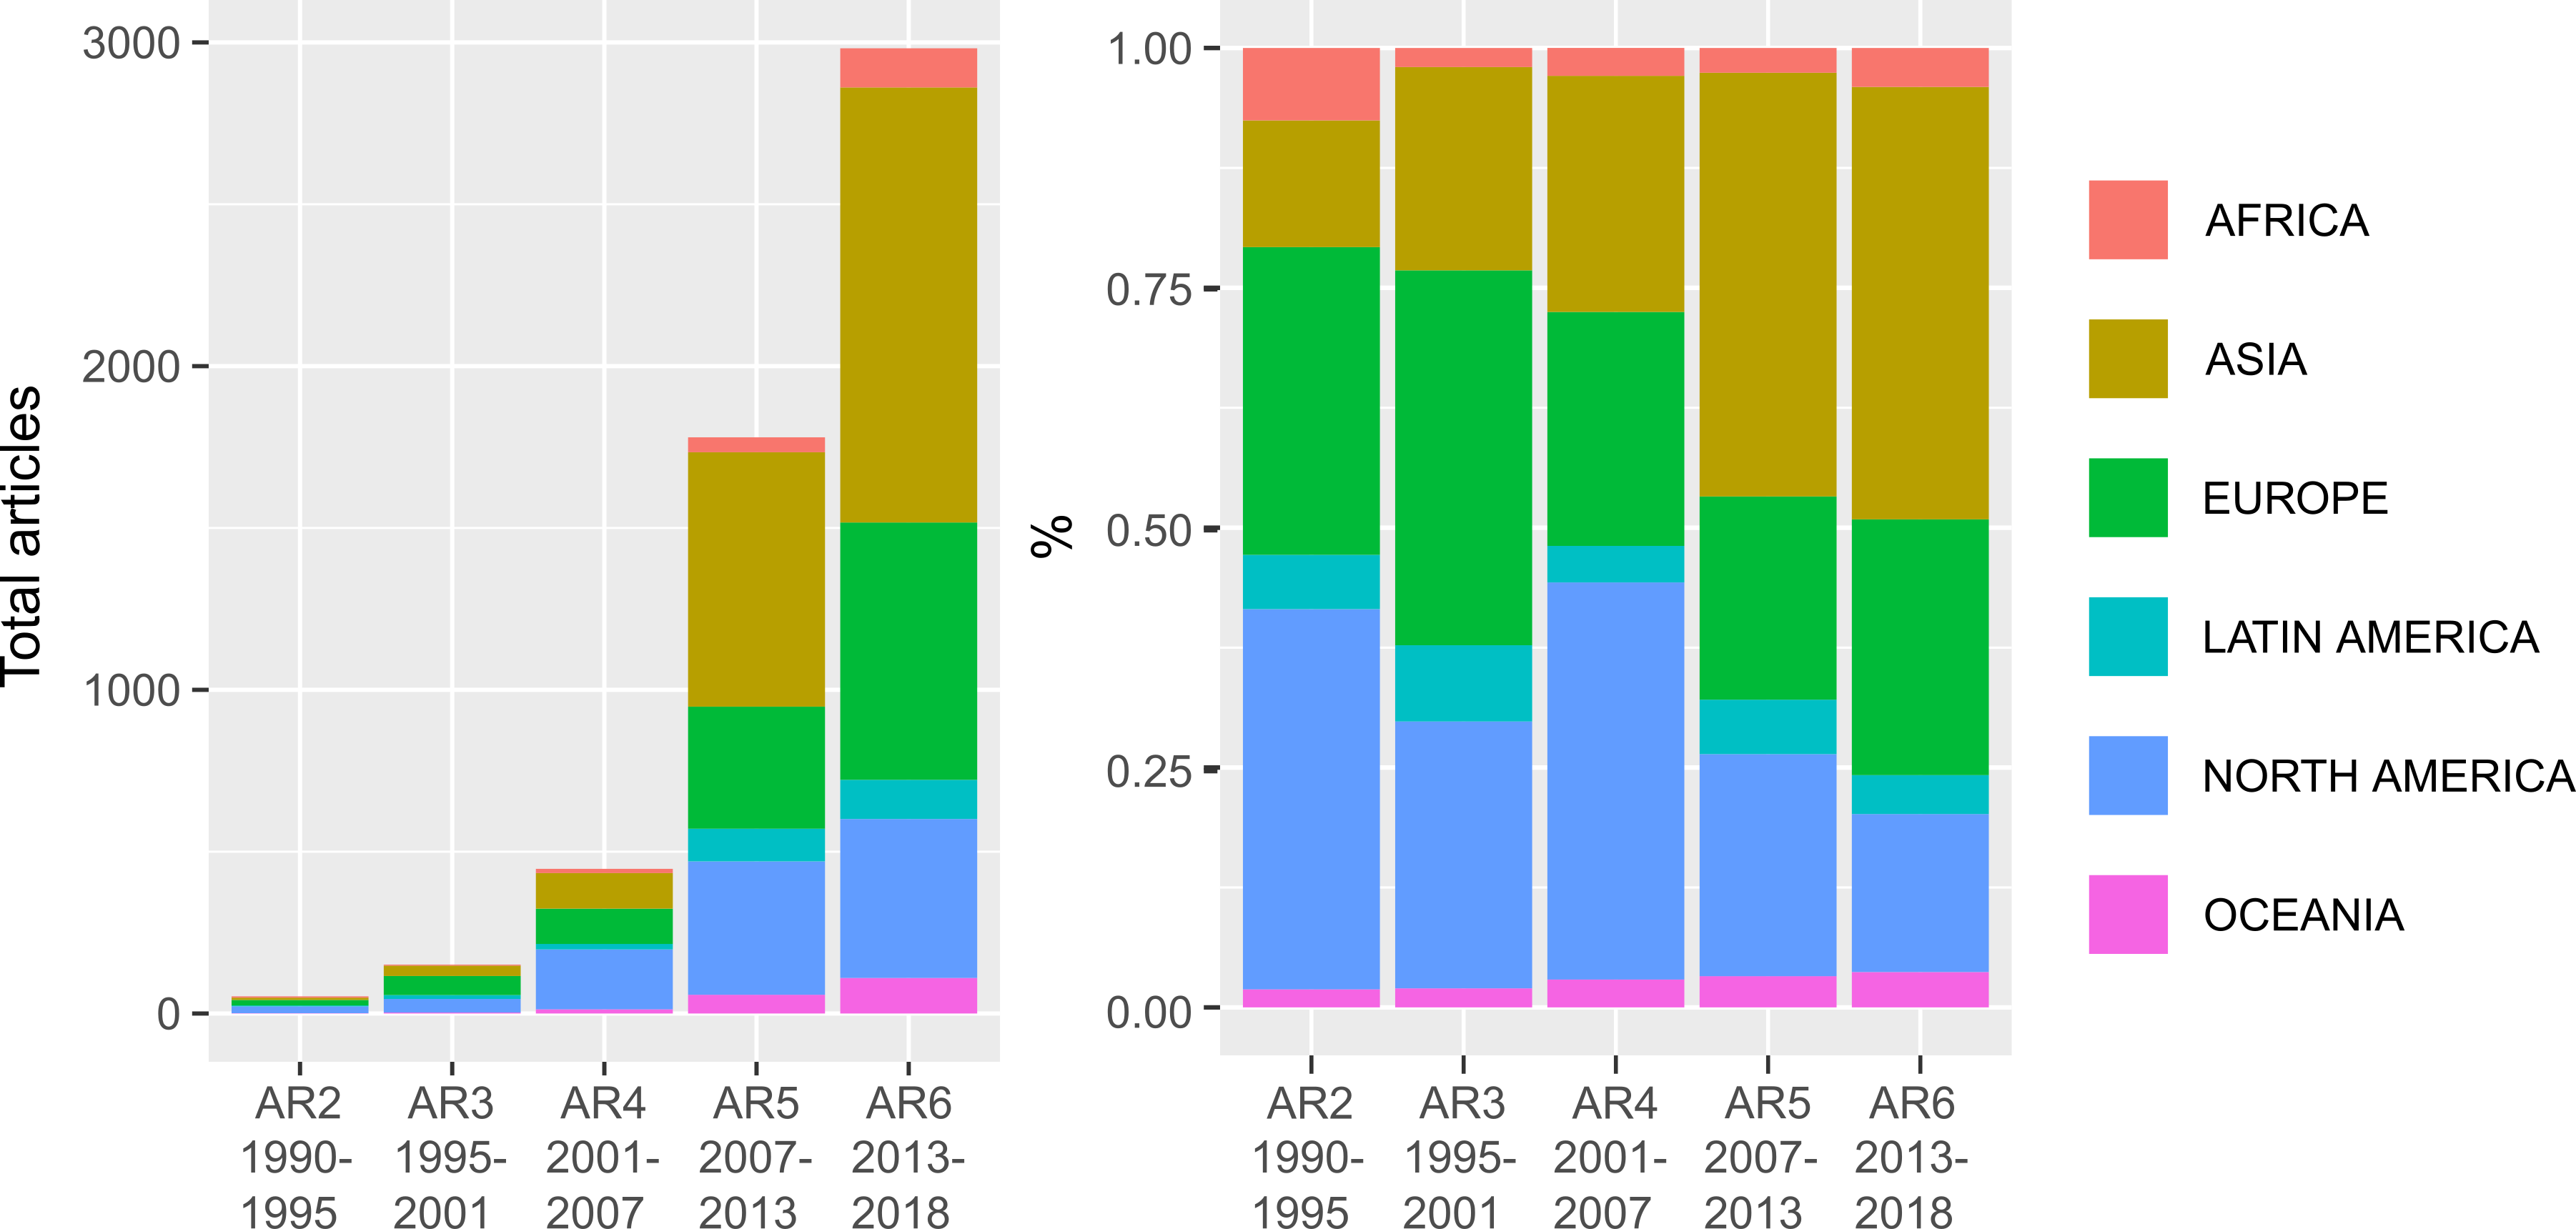 Total articles
3000
2000
1000
0
AR2
1990-
1995
AR3
1995-
2001
AR4
2001-
2007
AR5
2007-
2013
AR6
2013-
2018
%
1.00
0.75
0.50
0.25
0.00
AR2
1990-
1995
AR3
1995-
2001
AR4
2001-
2007
AR5
2007-
2013
AR6
2013-
2018
AFRICA
ASIA
EUROPE
LATIN AMERICA
NORTH AMERICA
OCEANIA